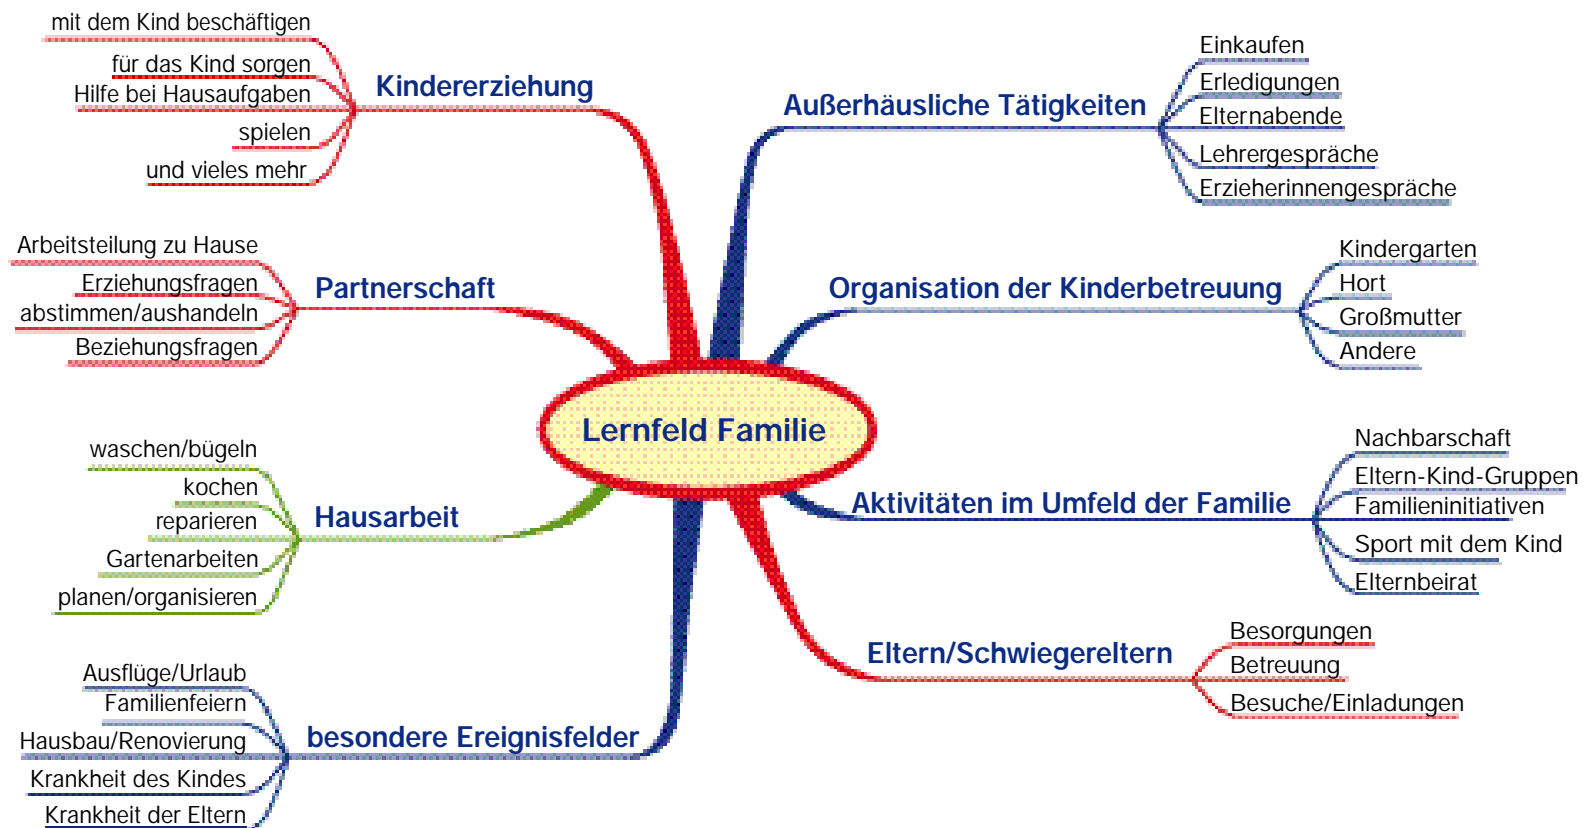 Lernfeld Familie
Kindererziehung
mit dem Kind beschäftigen
für das Kind sorgen
Hilfe bei Hausaufgaben
spielen
und vieles mehr
Partnerschaft
Arbeitsteilung zu Hause
Erziehungsfragen
abstimmen/aushandeln
Beziehungsfragen
Hausarbeit
waschen/bügeln
kochen
reparieren
Gartenarbeiten
planen/organisieren
besondere Ereignisfelder
Ausflüge/Urlaub
Familienfeiern
Hausbau/Renovierung
Krankheit des Kindes
Krankheit der Eltern
Außerhäusliche Tätigkeiten
Einkaufen
Erledigungen
Elternabende
Lehrergespräche
Erzieherinnengespräche
Organisation der Kinderbetreuung
Kindergarten
Hort
Großmutter
Andere
Aktivitäten im Umfeld der Familie
Nachbarschaft
Eltern-Kind-Gruppen
Familieninitiativen
Sport mit dem Kind
Elternbeirat
Eltern/Schwiegereltern
Besorgungen
Betreuung
Besuche/Einladungen